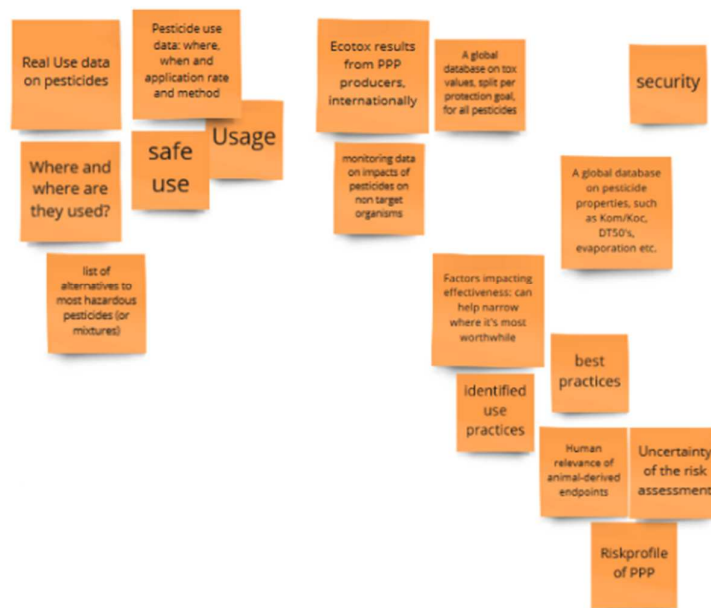 Real Use data
on pesticides
Pesticide use
data: where,
when and
application rate
and method
Usage
safe
use
Where and
where are
they used?
list of
alternatives to
most hazardous
pesticides (or
mixtures)
Ecotox results
from PPP
producers,
internationally
A global
database on tox
values, split per
protection goal,
for all pesticides
monitoring data
on impacts of
pesticides on
non target
organisms
security
A global database
on pesticide
properties, such
as Kom/Koc,
DT50's,
evaporation etc.
Factors impacting
effectiveness: can
help narrow
where it's most
worthwhile
best
practices
identified
use
practices
Human
relevance of
animal-derived
endpoints
Uncertainty
of the risk
assessment
Riskprofile
of PPP